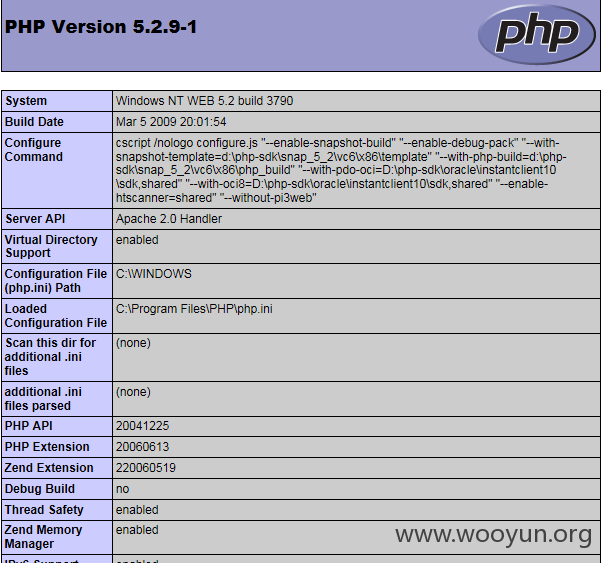 PHP Version 5.2.9-1
php
System Windows NT WEB 5.2 build 3790
Build Date Mar 5 2009 20:01:54
Configure Command cscript /nologo configure.js "--enable-snapshot-build" "--enable-debug-pack" "--with-
snapshot-template=d:\php-sdk\snap_5_2\vc6\x86\template" "--with-php-build=d:\php-
sdk\snap_5_2\vc6\x86\php_build" "--with-pdo-oci=D:\php-sdk\oracle\instantclient10
\sdk,shared" "--with-oci8=D:\php-sdk\oracle\instantclient10\sdk,shared" "--enable-
htscanner=shared" "--without-pi3web"
Server API Apache 2.0 Handler
Virtual Directory
Support enabled
Configuration File
(php.ini) Path C:\WINDOWS
Loaded
Configuration File C:\Program Files\PHP\php.ini
Scan this dir for
additional .ini
files (none)
additional .ini
files parsed (none)
PHP API 20041225
PHP Extension 20060613
Zend Extension 220060519
Debug Build no
Thread Safety enabled
Zend Memory
Manager enabled
www.wooyun.org
IPv6 Support enabled